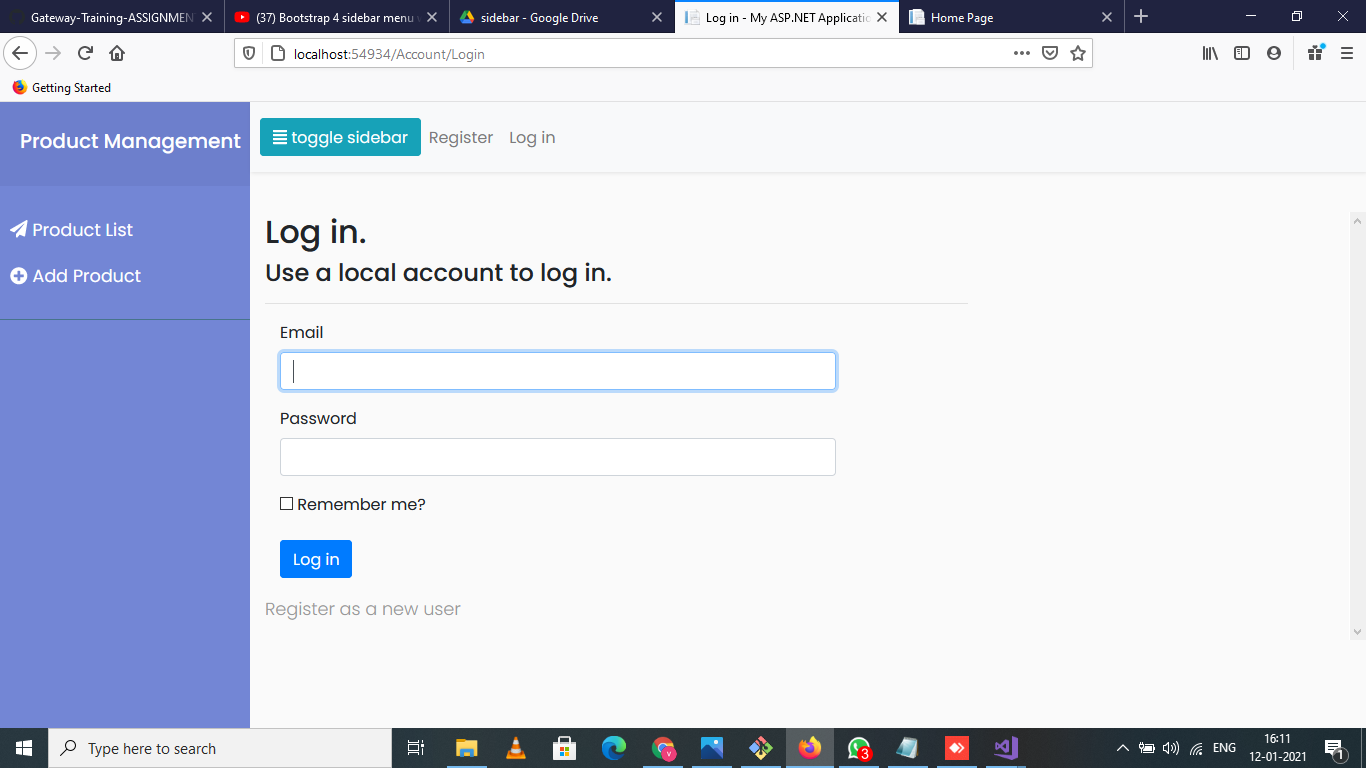 Gateway-Training-ASSIGNMEN
(37) Bootstrap 4 sidebar menu
sidebar - Google Drive
Log in - My ASP.NET Applicatio
Home Page
localhost:54934/Account/Login
Getting Started
Product Management
toggle sidebar Register Log in
Product List
Add Product
Log in.
Use a local account to log in.
Email
Password
Remember me?
Log in
Register as a new user
Type here to search
3
ENG
16:11
12-01-2021
1